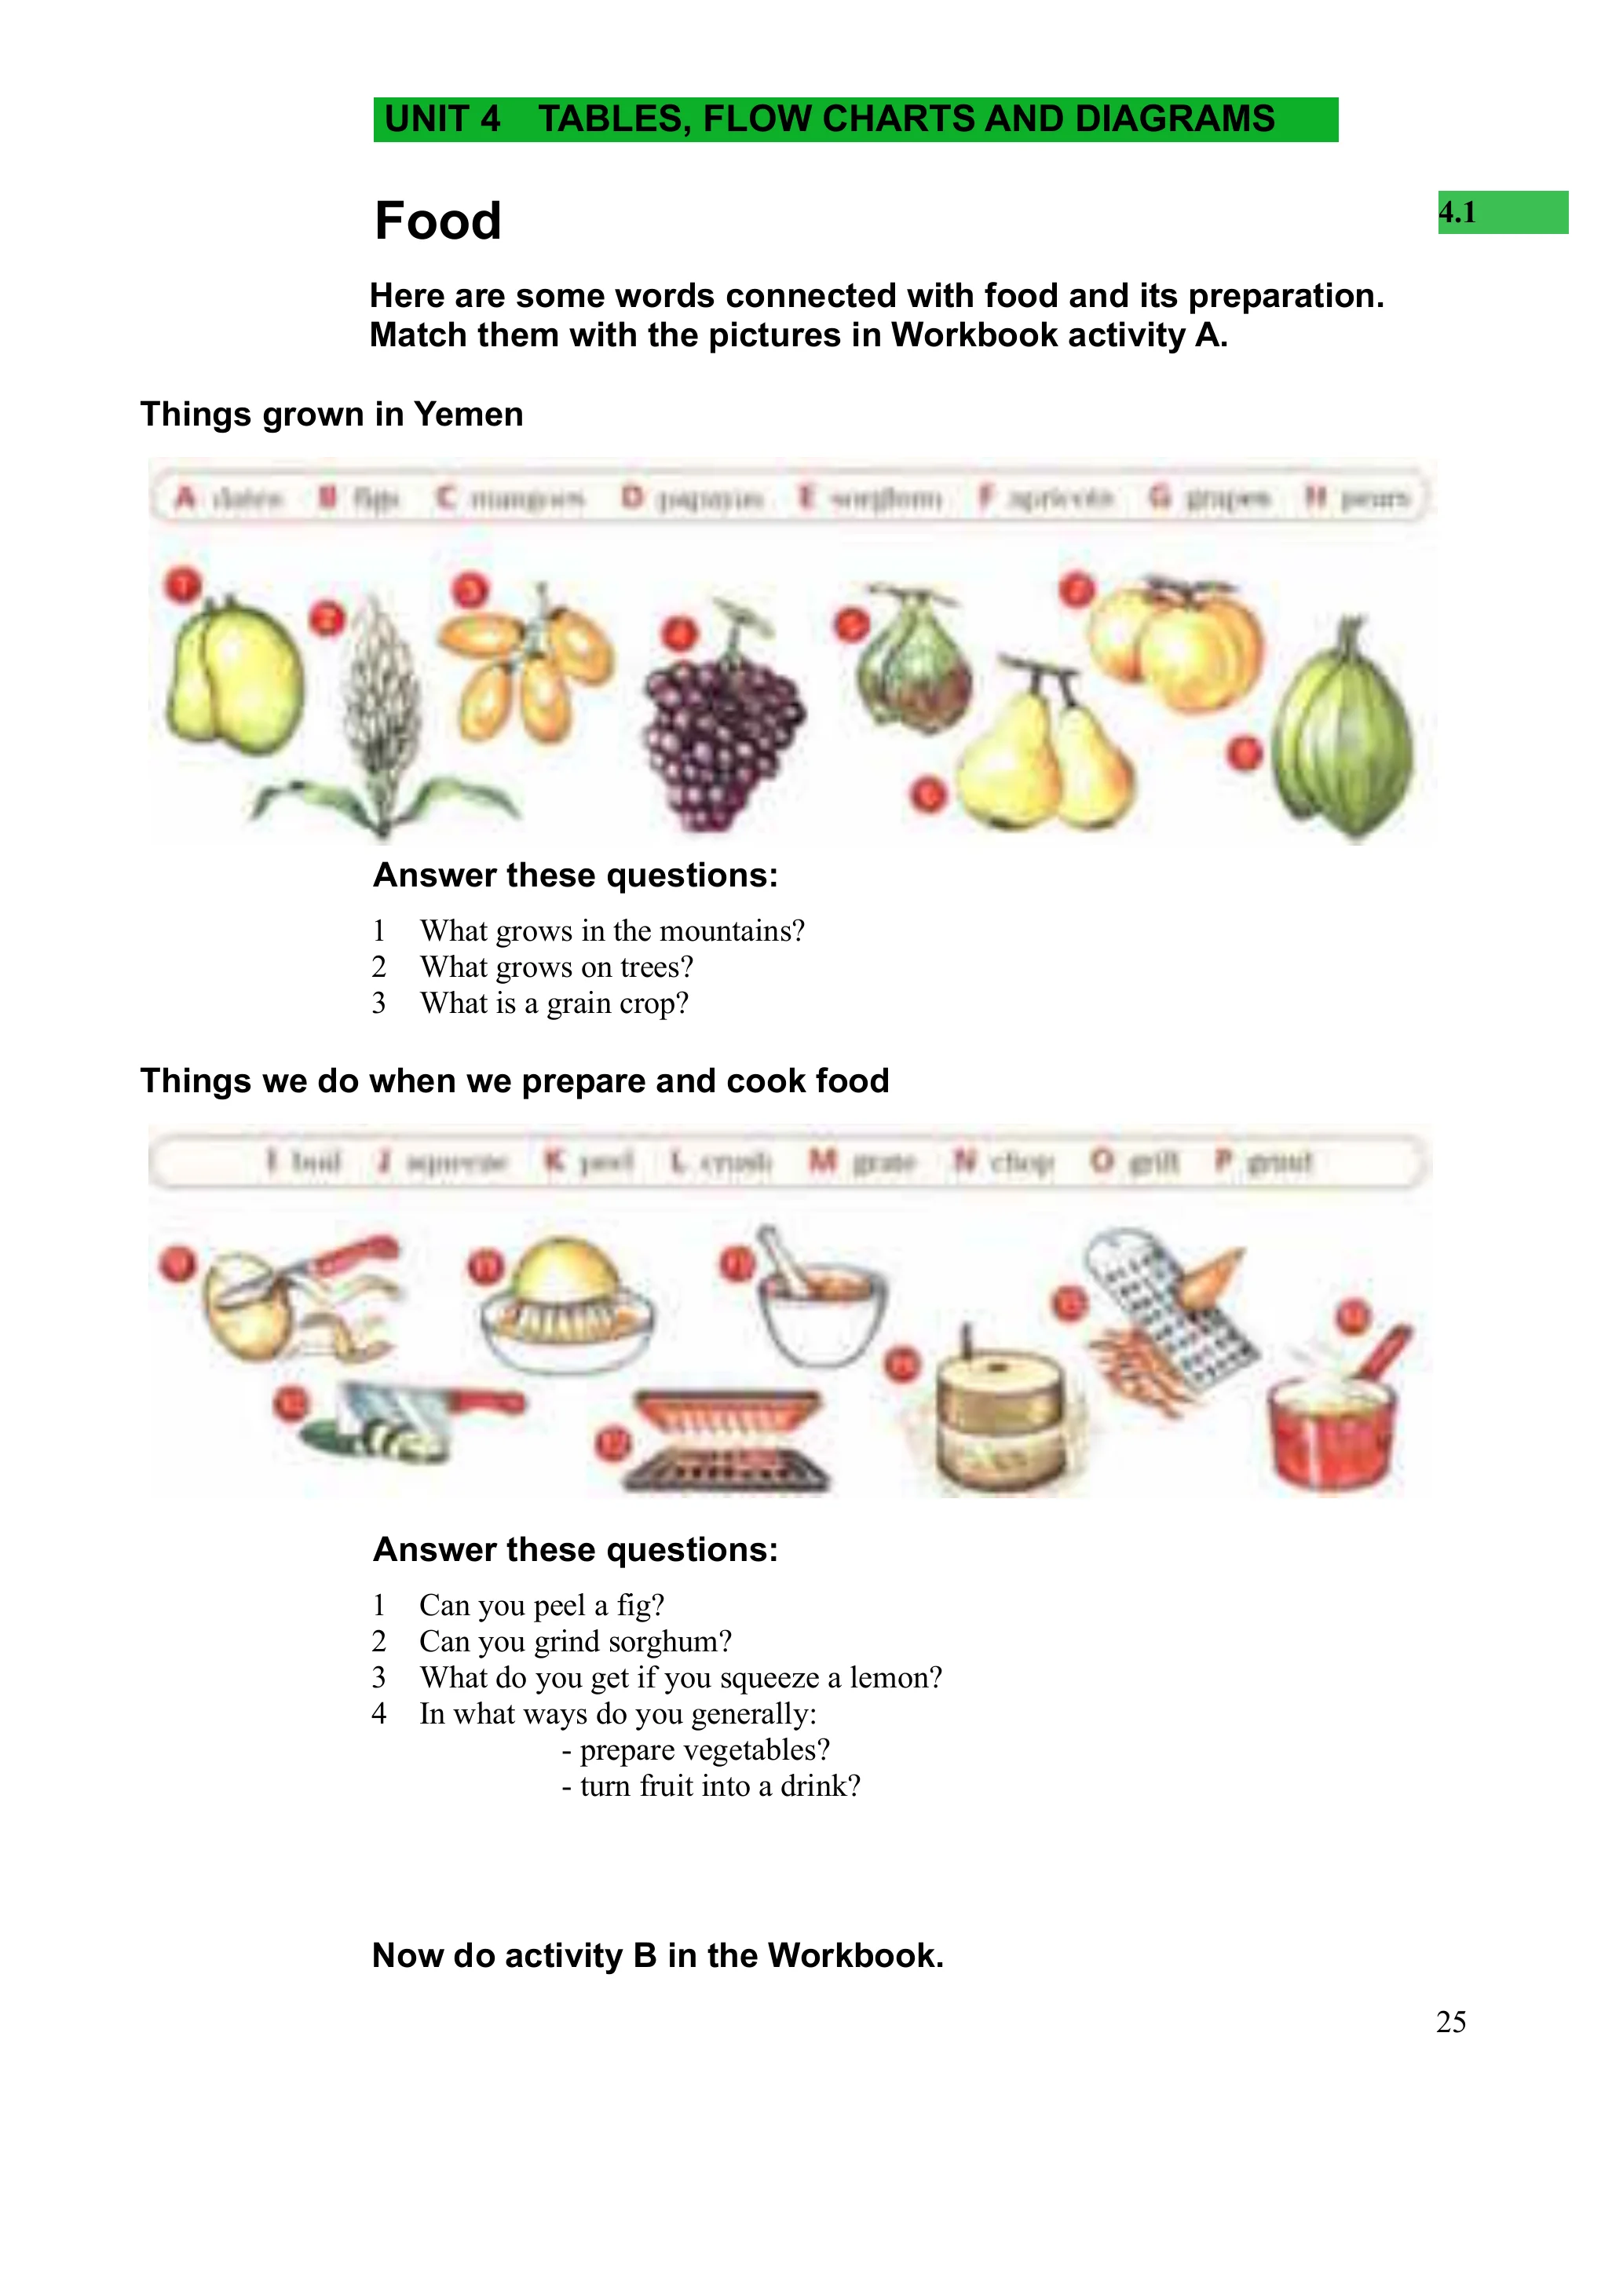 UNIT 4 TABLES, FLOW CHARTS AND DIAGRAMS
Food
4.1
Here are some words connected with food and its preparation.
Match them with the pictures in Workbook activity A.
Things grown in Yemen
A dates B figs C mangoes D papayas E sorghum F apricots G grapes H pears
1
2
3
4
7
Answer these questions:
1 What grows in the mountains?
2 What grows on trees?
3 What is a grain crop?
Things we do when we prepare and cook food
I boil J squeeze K peel L crush M grate N chop O grill P grind
Answer these questions:
1 Can you peel a fig?
2 Can you grind sorghum?
3 What do you get if you squeeze a lemon?
4 In what ways do you generally:
- prepare vegetables?
- turn fruit into a drink?
Now do activity B in the Workbook.
25